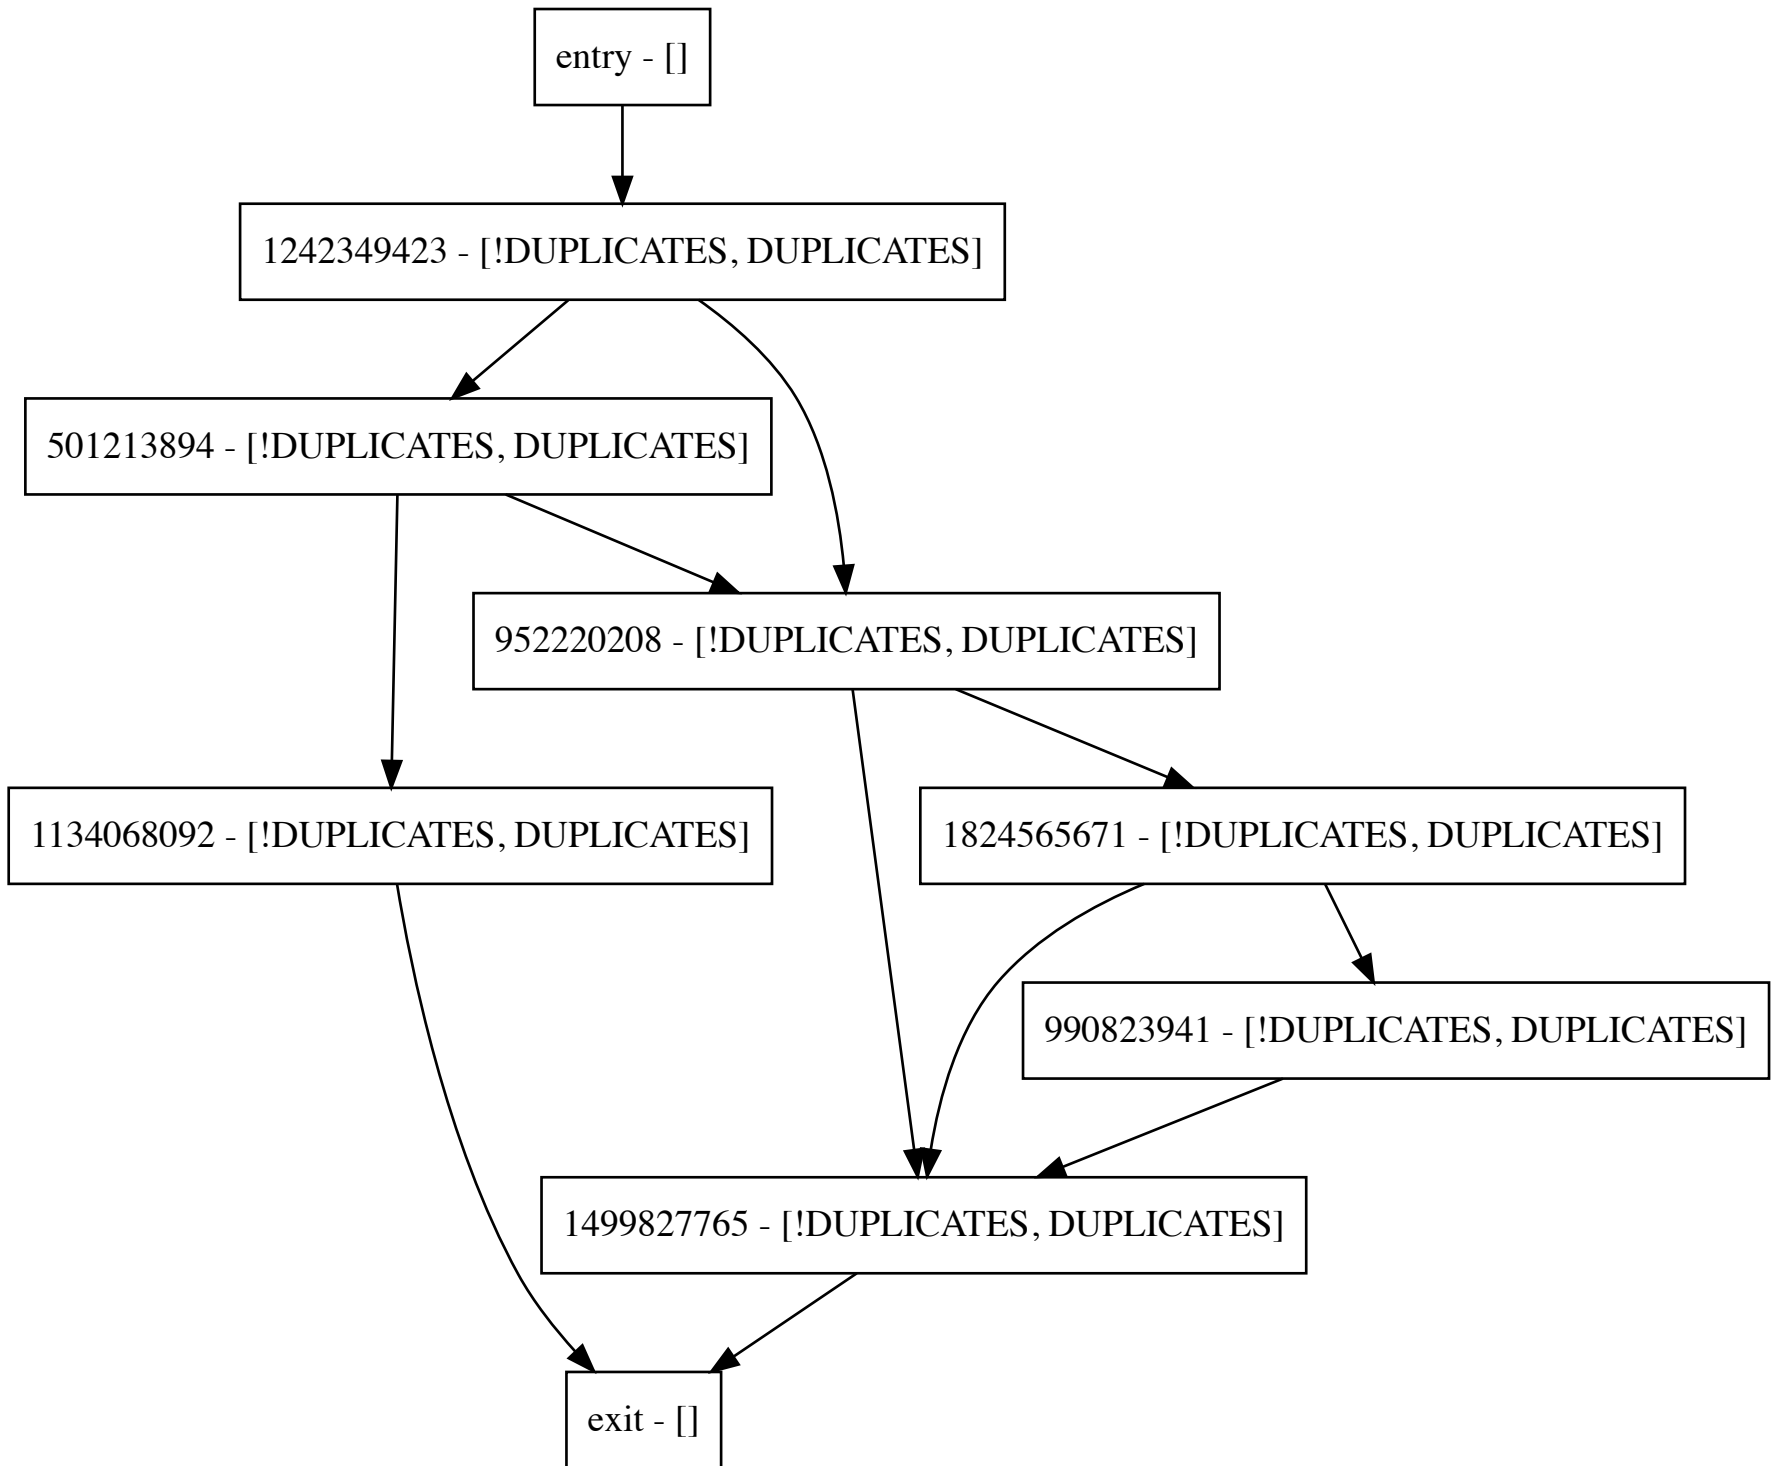 entry - []
1242349423 - [!DUPLICATES, DUPLICATES]
501213894 - [!DUPLICATES, DUPLICATES]
952220208 - [!DUPLICATES, DUPLICATES]
1134068092 - [!DUPLICATES, DUPLICATES]
1824565671 - [!DUPLICATES, DUPLICATES]
990823941 - [!DUPLICATES, DUPLICATES]
1499827765 - [!DUPLICATES, DUPLICATES]
exit - []